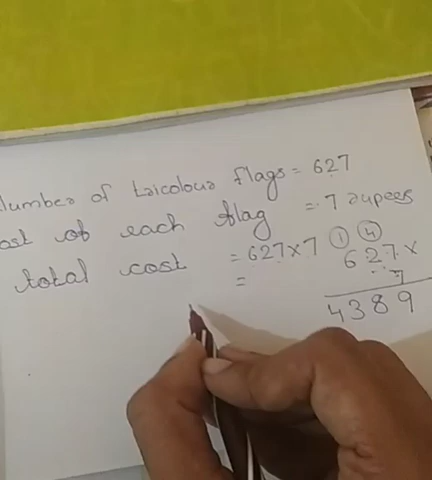 Number of tricolour flags = 627
cost of each flag = 7 rupees
total cost = 627 × 7
=
① ④
627 ×
7
4389